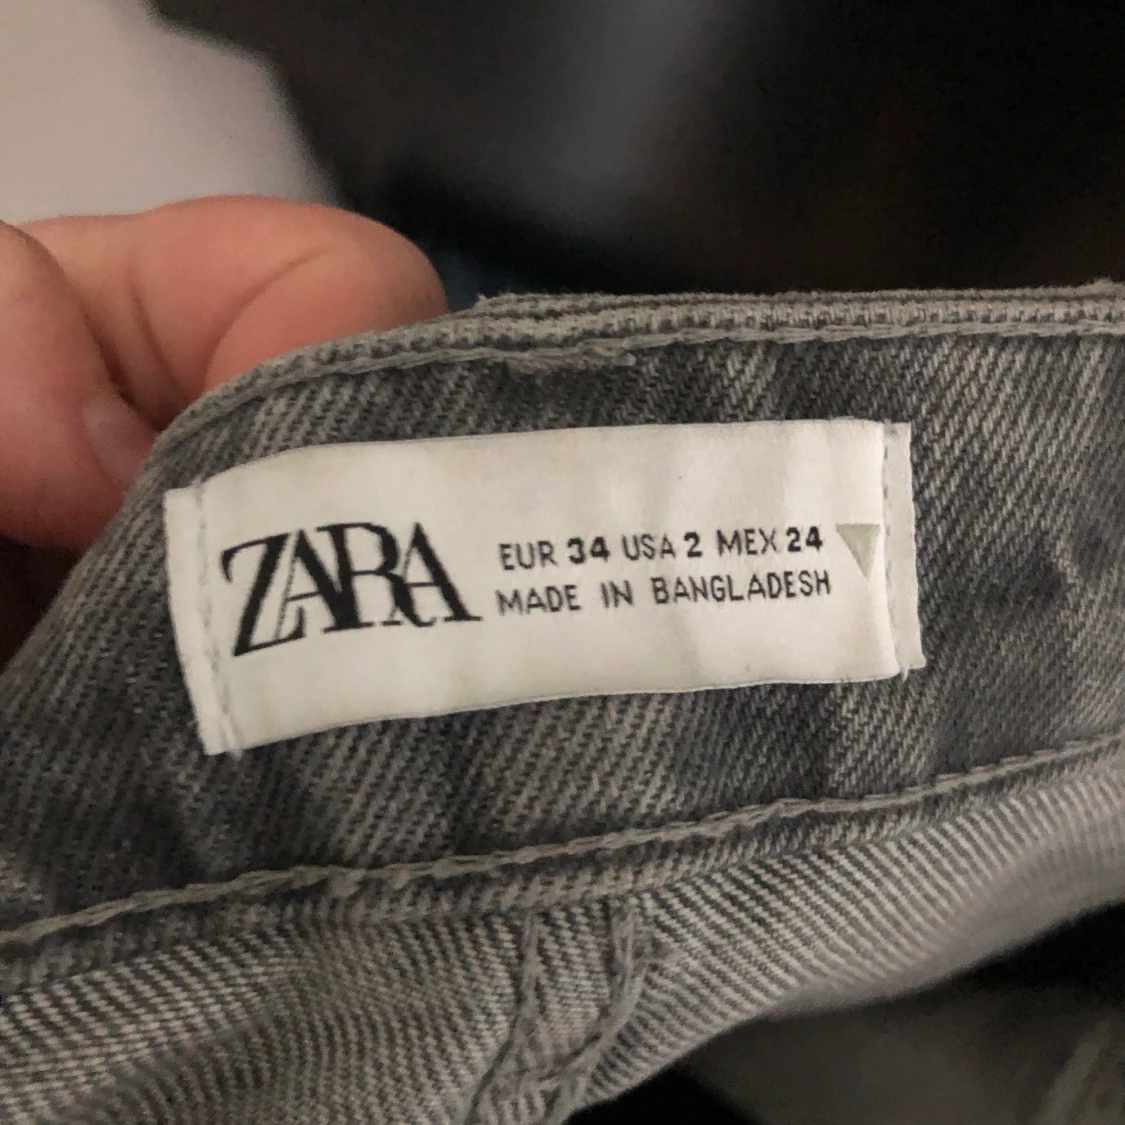 ZARA
EUR 34 USA 2 MEX 24
MADE IN BANGLADESH